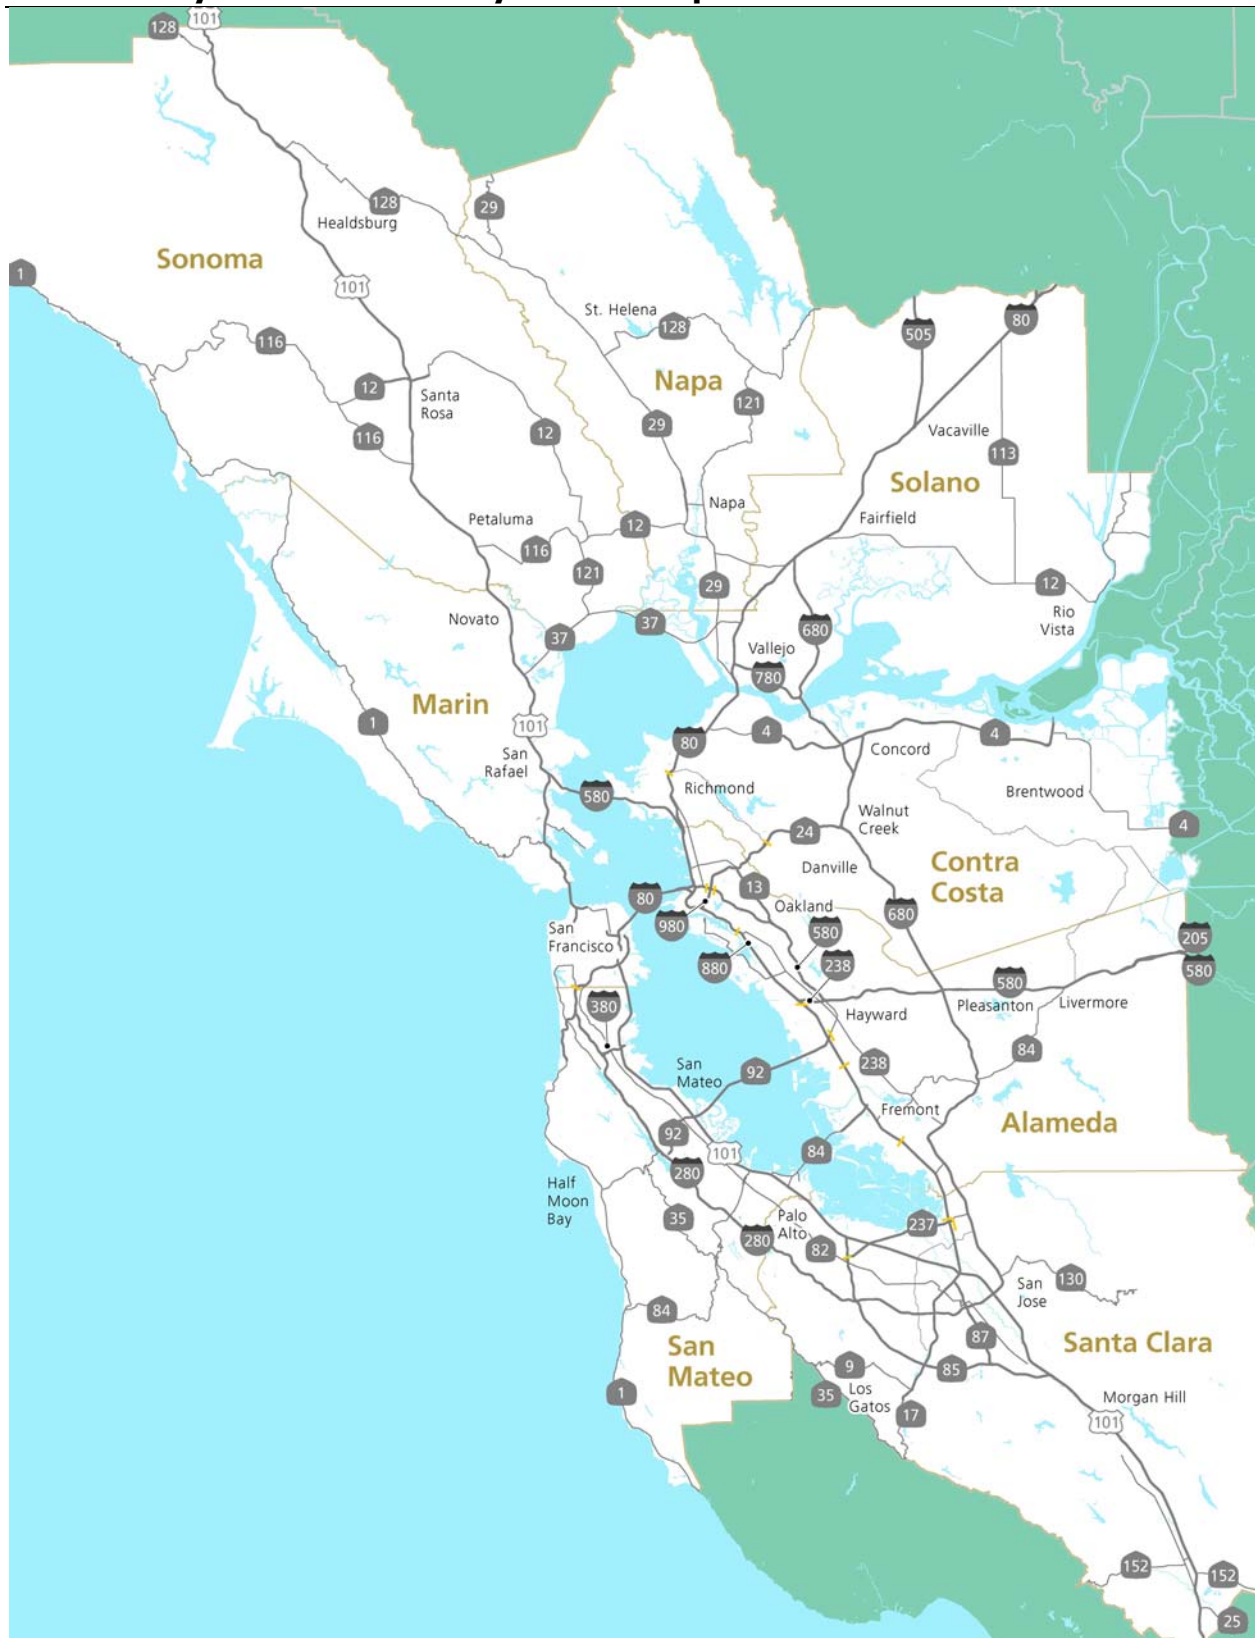 101
128
128
29
Healdsburg
Sonoma
1
101
St. Helena
128
80
505
116
Napa
12
Santa
Rosa
121
29
Vacaville
12
116
113
Solano
Napa
Petaluma
12
Fairfield
116
121
29
12
Novato
37
37
680
Rio
Vista
Vallejo
780
Marin
1
101
80
4
4
San
Rafael
Concord
580
Richmond
Brentwood
Walnut
Creek
24
4
Contra
Costa
Danville
13
80
Oakland
680
980
580
San
Francisco
205
880
238
580
580
380
Pleasanton
Livermore
Hayward
84
San
Mateo
92
238
Fremont
Alameda
92
101
84
280
Half
Moon
Bay
35
Palo
Alto
237
280
82
San
Jose
130
84
San
Mateo
87
Santa Clara
9
85
1
35
Los
Gatos
17
Morgan Hill
101
152
152
25